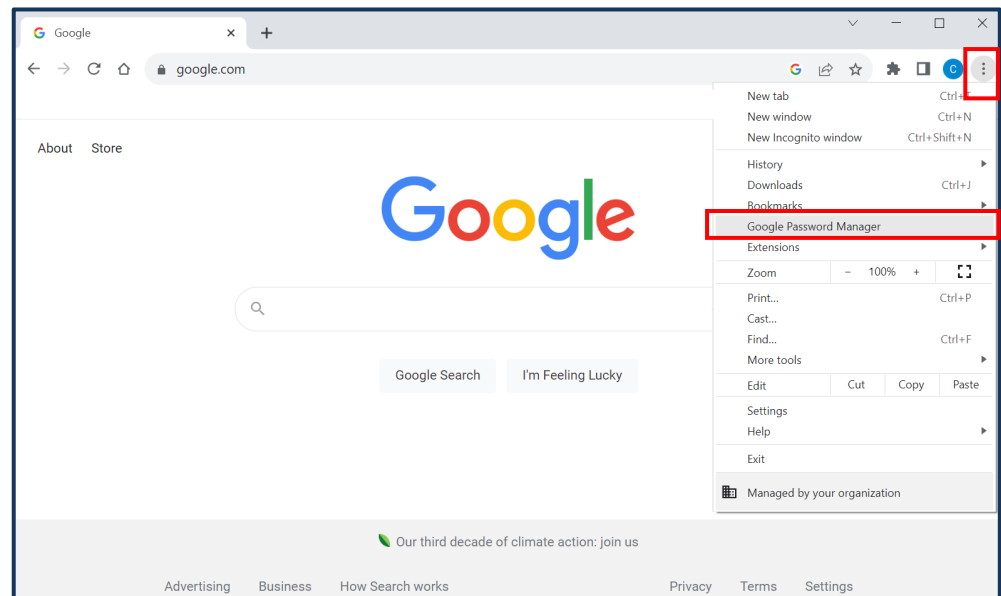 Google
google.com
C
New tab Ctrl+T
New window Ctrl+N
New Incognito window Ctrl+Shift+N
History
Downloads Ctrl+J
Bookmarks
Google Password Manager
Extensions
Zoom - 100% +
Print... Ctrl+P
Cast...
Find... Ctrl+F
More tools
Edit Cut Copy Paste
Settings
Help
Exit
Managed by your organization
About Store
Google
Google Search I'm Feeling Lucky
Our third decade of climate action: join us
Advertising Business How Search works Privacy Terms Settings